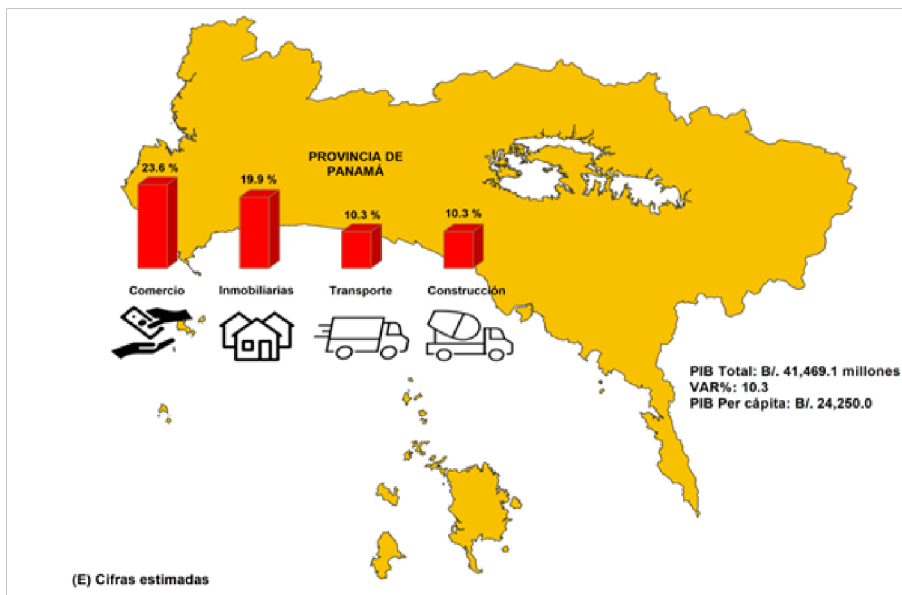 PROVINCIA DE
PANAMÁ
23.6 %
19.9 %
10.3 %
10.3 %
Comercio
Inmobiliarias
Transporte
Construcción
PIB Total: B/. 41,469.1 millones
VAR%: 10.3
PIB Per cápita: B/. 24,250.0
(E) Cifras estimadas